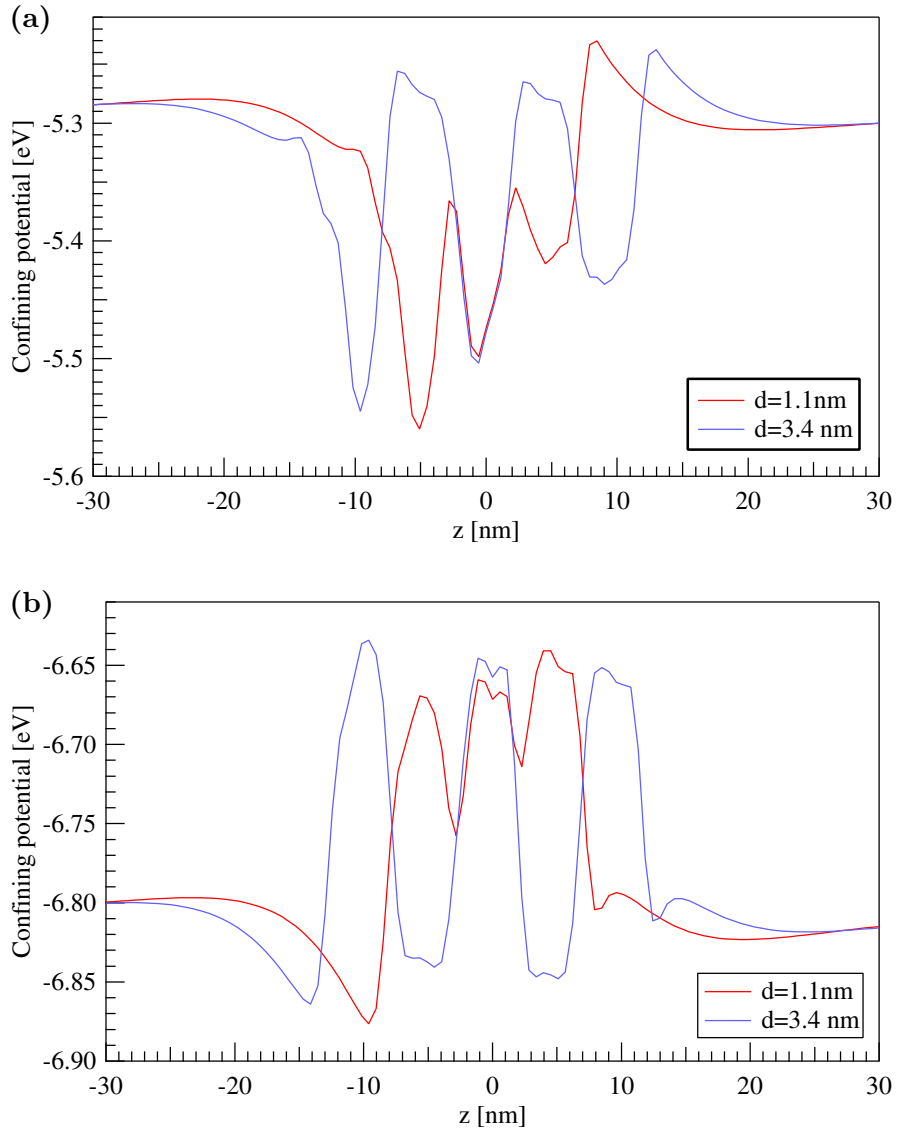 (a)
Confining potential [eV]
-5.3
-5.4
-5.5
-5.6
-30
-20
-10
0
10
20
30
z [nm]
d=1.1nm
d=3.4 nm
(b)
Confining potential [eV]
-6.65
-6.70
-6.75
-6.80
-6.85
-6.90
-30
-20
-10
0
10
20
30
z [nm]
d=1.1nm
d=3.4 nm